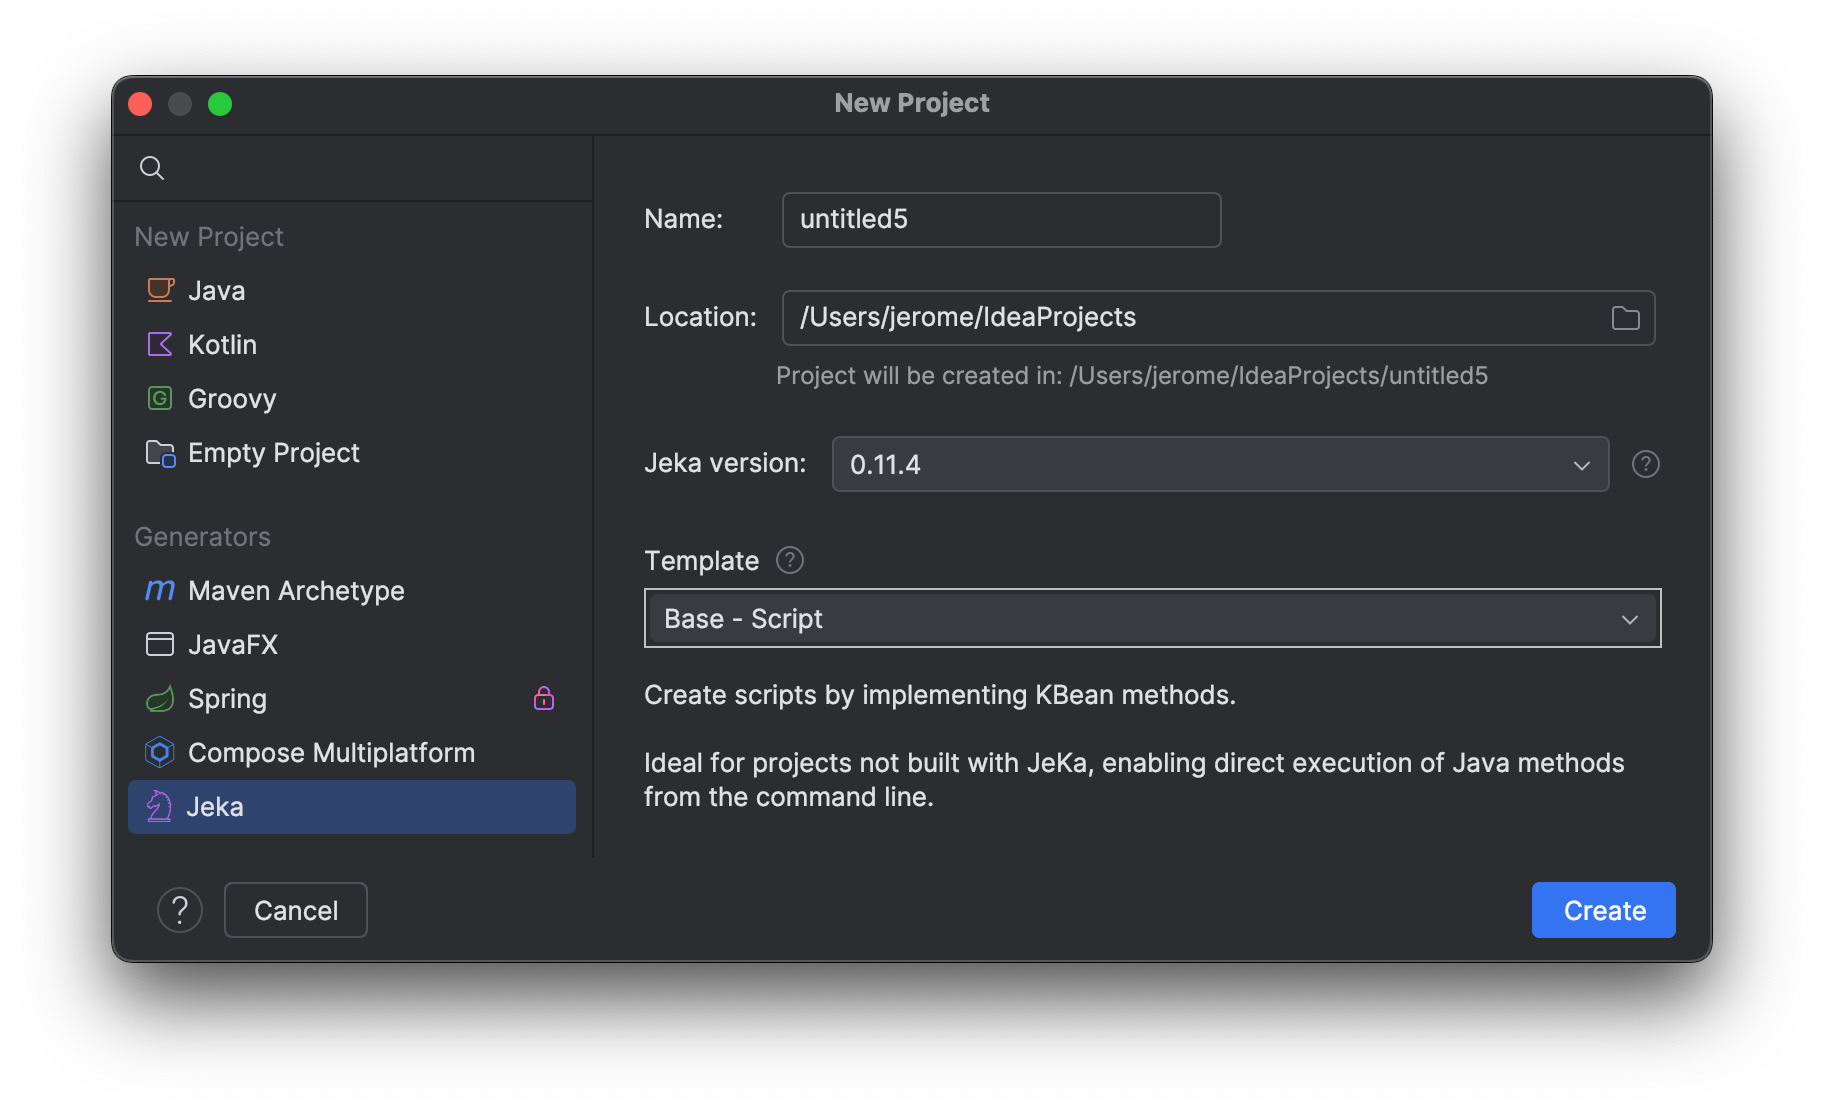 New Project
New Project
Java
Kotlin
Groovy
Empty Project
Generators
Maven Archetype
JavaFX
Spring
Compose Multiplatform
Jeka
Name:
untitled5
Location:
/Users/jerome/IdeaProjects
Project will be created in: /Users/jerome/IdeaProjects/untitled5
Jeka version:
0.11.4
?
Template
?
Base - Script
Create scripts by implementing KBean methods.
Ideal for projects not built with JeKa, enabling direct execution of Java methods
from the command line.
?
Cancel
Create